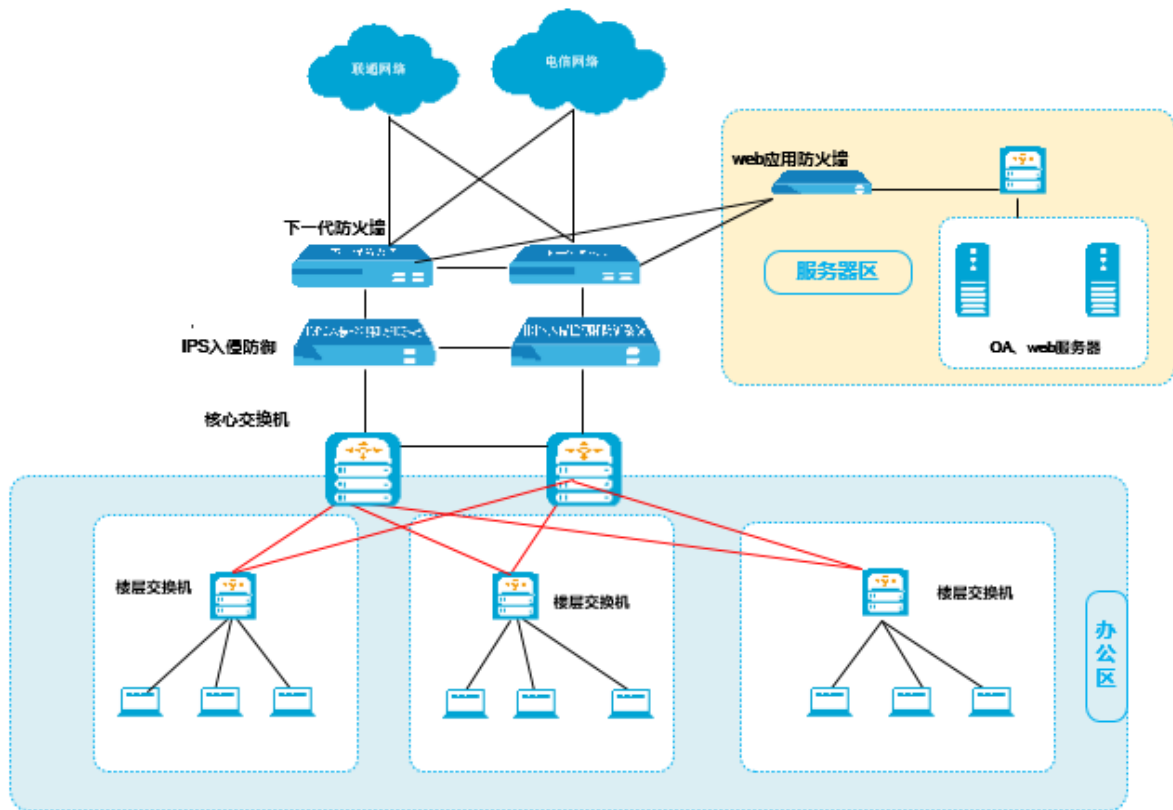 联通网络
电信网络
web应用防火墙
下一代防火墙
服务器区
IPS入侵防御
OA、web服务器
核心交换机
楼层交换机
楼层交换机
楼层交换机
办公区